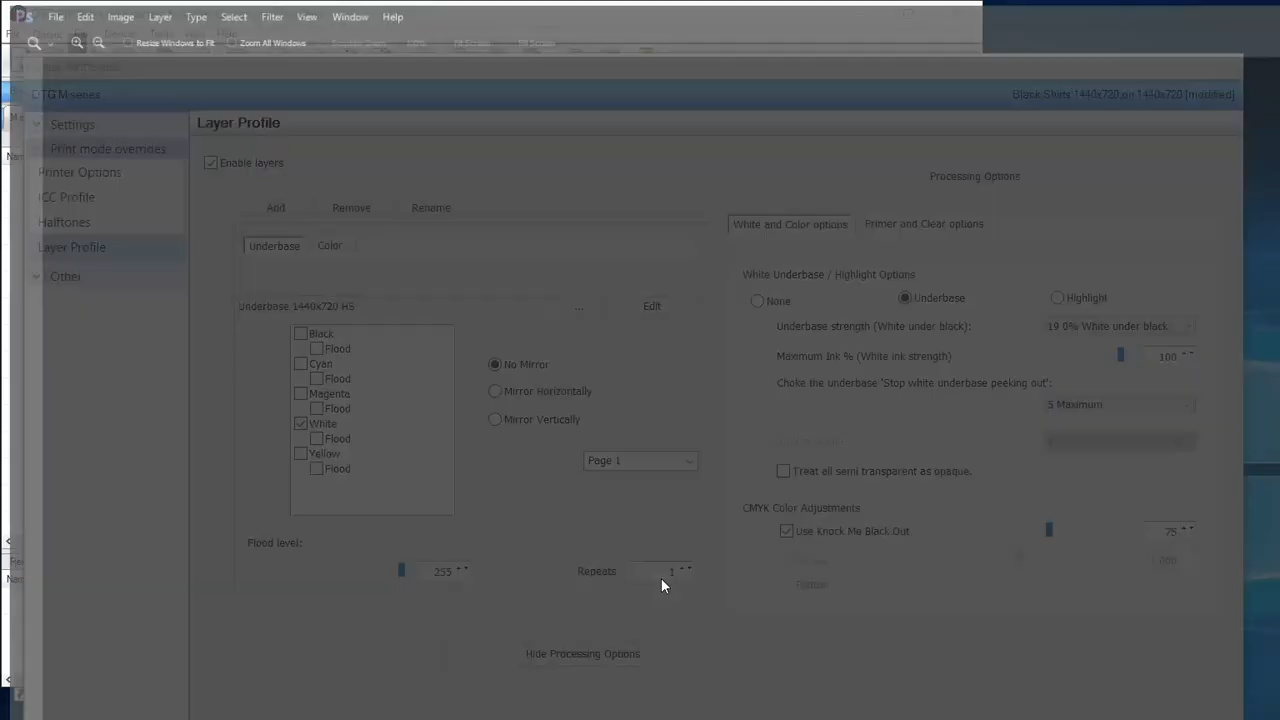 Ps File Edit Image Layer Type Select Filter View Window Help
Resize Windows to Fit Zoom All Windows Fit Screen
DTG M series Black Shirts 1440x720 on 1440x720 [modified]
Settings
Print mode overrides
Printer Options
ICC Profile
Halftones
Layer Profile
Other
Layer Profile
Enable layers
Processing Options
Add Remove Rename
White and Color options Primer and Clear options
Underbase Color
White Underbase / Highlight Options
None Underbase Highlight
Underbase 1440x720 HS ... Edit
Underbase strength (White under black): 19 0% White under black
Black
Flood
Cyan
Flood
Magenta
Flood
White
Flood
Yellow
Flood
No Mirror
Mirror Horizontally
Mirror Vertically
Page 1
Maximum Ink % (White ink strength) 100
Choke the underbase 'Stop white underbase peeking out':
5 Maximum
Treat all semi transparent as opaque.
CMYK Color Adjustments
Use Knock Me Black Out 75
Flood level:
255
Repeats 1
Hide Processing Options